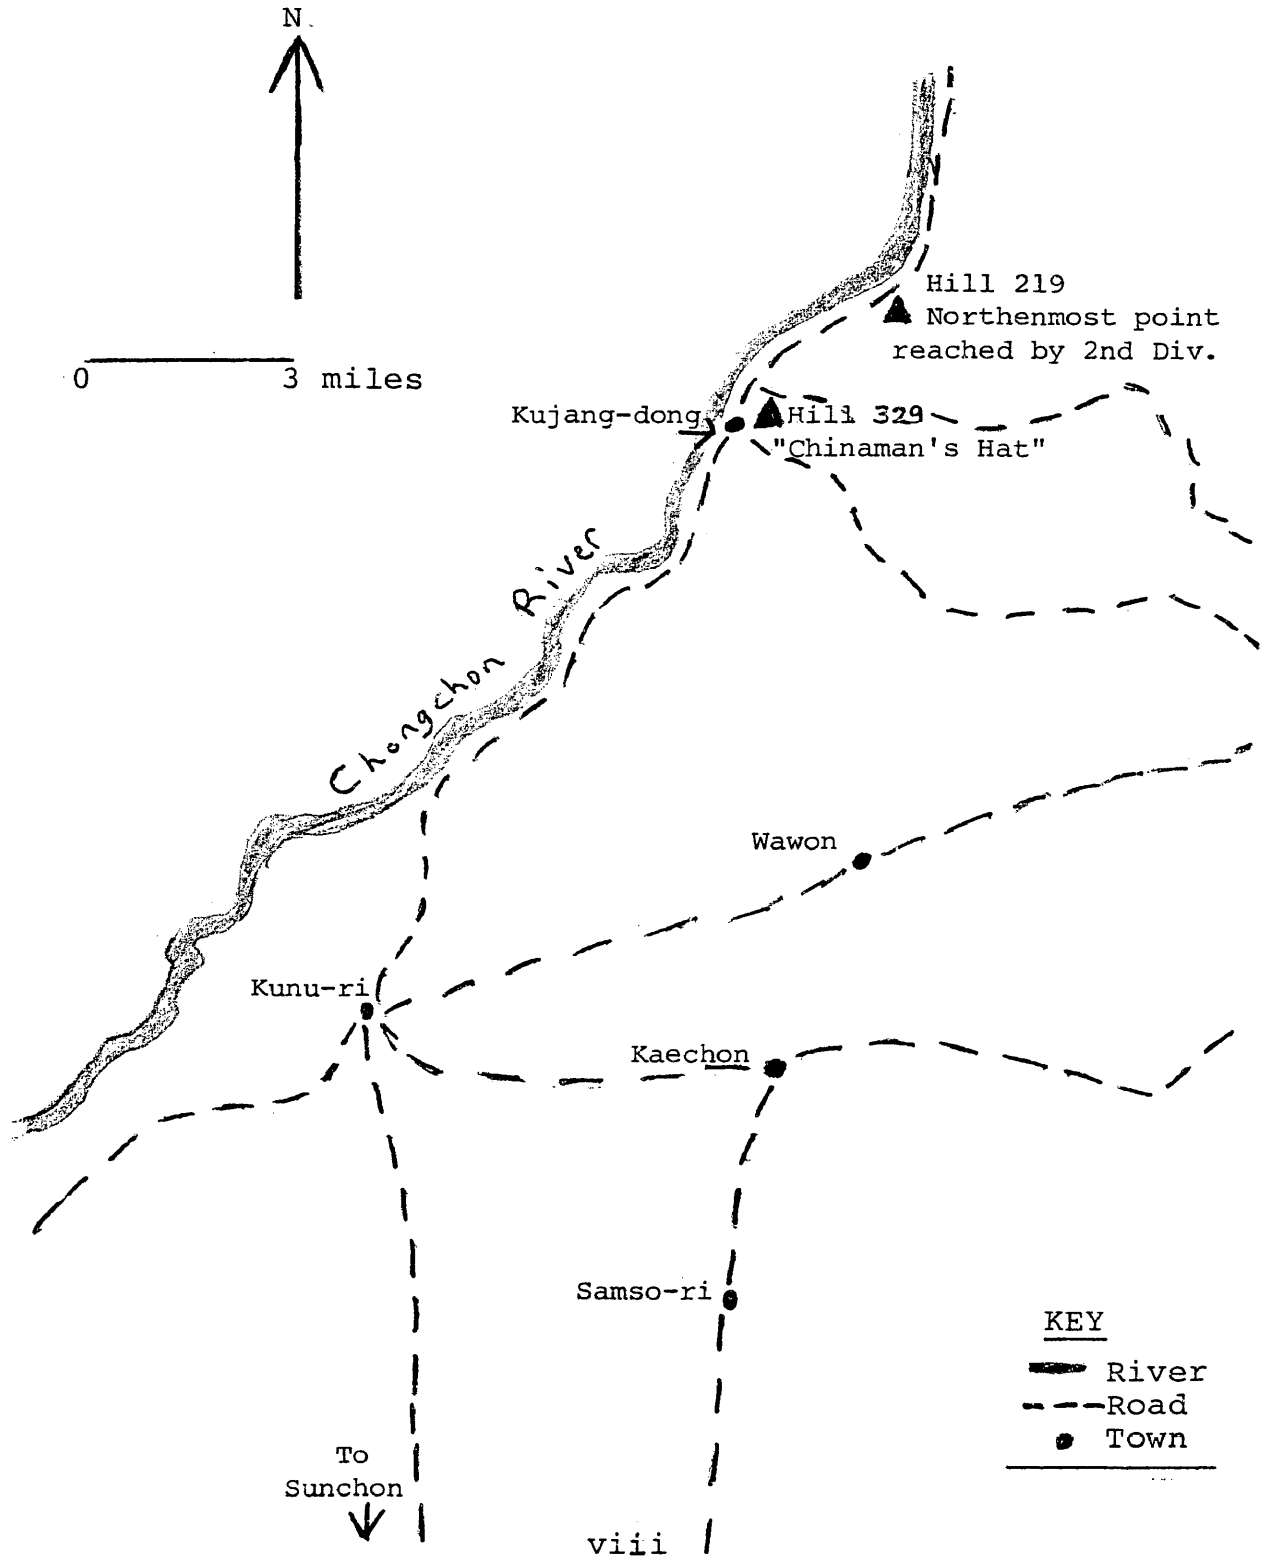 N
Hill 219
Northenmost point
reached by 2nd Div.
0 3 miles
Kujang-dong
Hill 329
"Chinaman's Hat"
Chongchon River
Wawon
Kunu-ri
Kaechon
Samso-ri
KEY
River
Road
Town
To
Sunchon
viii